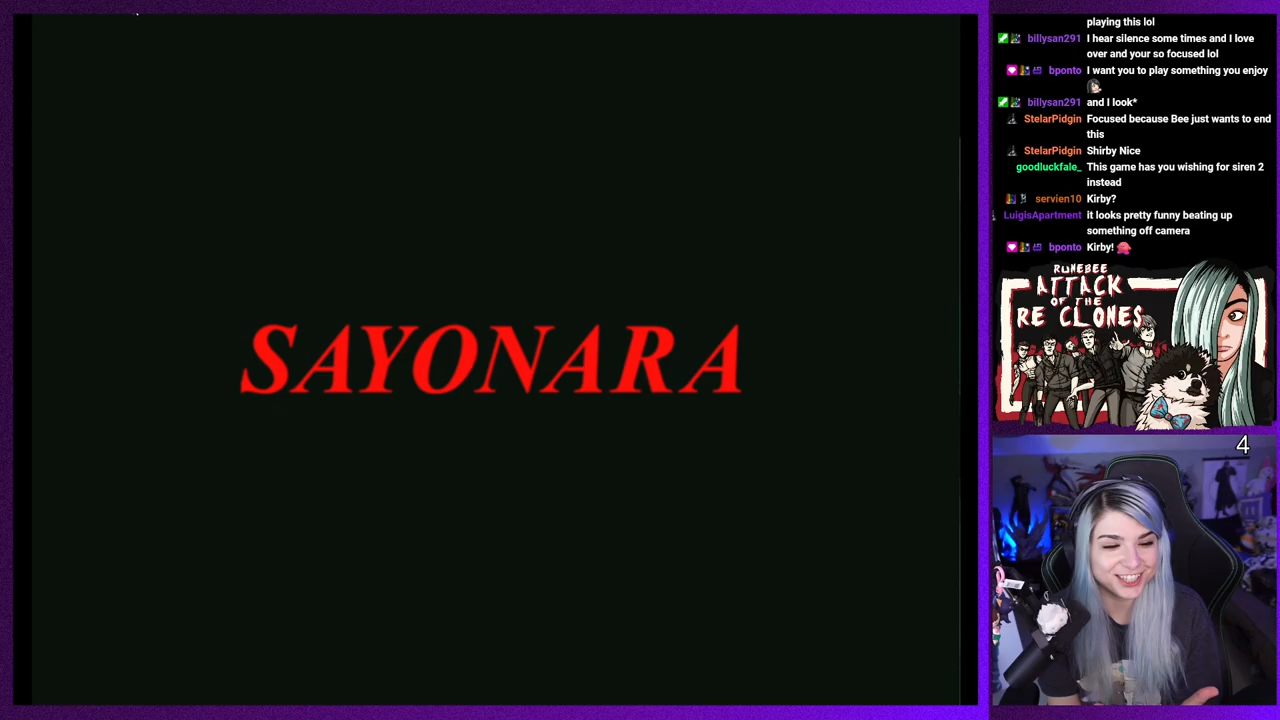 SAYONARA
playing this lol
billysan291 I hear silence some times and I love
over and your so focused lol
bponto I want you to play something you enjoy
billysan291 and I look*
StelarPidgin Focused because Bee just wants to end
this
StelarPidgin Shirby Nice
goodluckfale_ This game has you wishing for siren 2
instead
servien10 Kirby?
LuigisApartment it looks pretty funny beating up
something off camera
bponto Kirby!
RUNEBEE
ATTACK
OF THE
RE CLONES
4